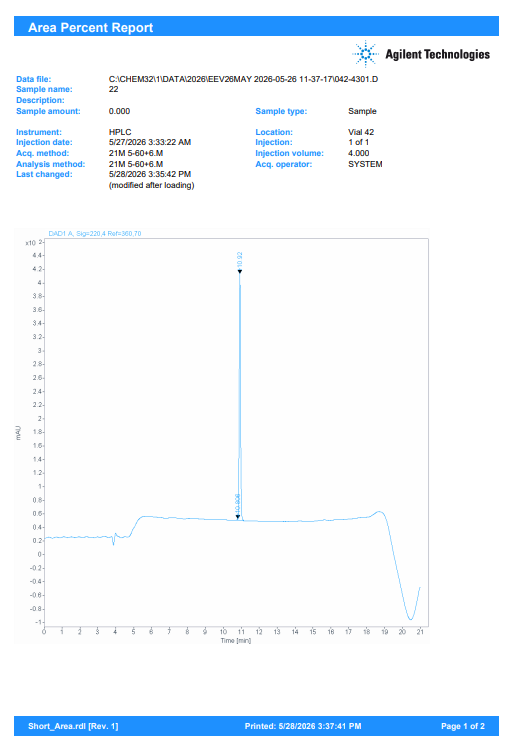 Area Percent Report
Agilent Technologies
Data file: C:\CHEM32\1\DATA\2026\EEV26MAY 2026-05-26 11-37-17\042-4301.D
Sample name: 22
Description:
Sample amount: 0.000 Sample type: Sample
Instrument: HPLC Location: Vial 42
Injection date: 5/27/2026 3:33:22 AM Injection: 1 of 1
Acq. method: 21M 5-60+6.M Injection volume: 4.000
Analysis method: 21M 5-60+6.M Acq. operator: SYSTEM
Last changed: 5/28/2026 3:35:42 PM
(modified after loading)
DAD1 A, Sig=220,4 Ref=360,70
x10 2
4.4
4.2
4
3.8
3.6
3.4
3.2
3
2.8
2.6
2.4
2.2
2
1.8
1.6
1.4
1.2
1
0.8
0.6
0.4
0.2
0
-0.2
-0.4
-0.6
-0.8
-1
mAU
10.92
10.806
0 1 2 3 4 5 6 7 8 9 10 11 12 13 14 15 16 17 18 19 20 21
Time [min]
Short_Area.rdl [Rev. 1] Printed: 5/28/2026 3:37:41 PM Page 1 of 2